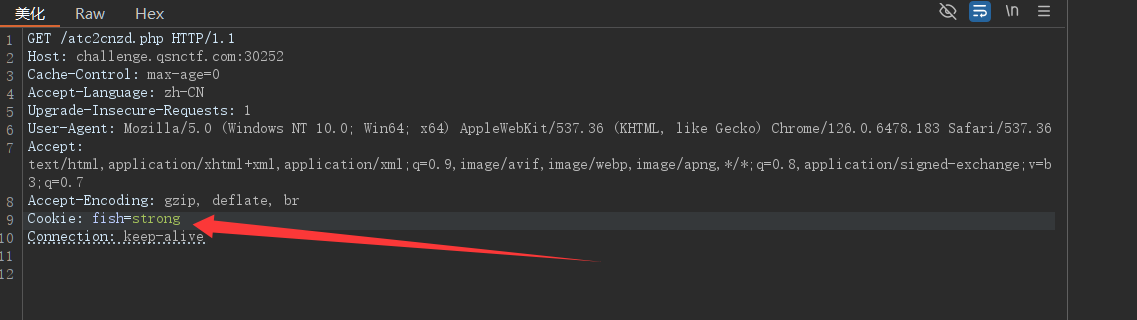 美化 Raw Hex
\n
1 GET /atc2cnzd.php HTTP/1.1
2 Host: challenge.qsnctf.com:30252
3 Cache-Control: max-age=0
4 Accept-Language: zh-CN
5 Upgrade-Insecure-Requests: 1
6 User-Agent: Mozilla/5.0 (Windows NT 10.0; Win64; x64) AppleWebKit/537.36 (KHTML, like Gecko) Chrome/126.0.6478.183 Safari/537.36
7 Accept:
text/html,application/xhtml+xml,application/xml;q=0.9,image/avif,image/webp,image/apng,*/*;q=0.8,application/signed-exchange;v=b
3;q=0.7
8 Accept-Encoding: gzip, deflate, br
9 Cookie: fish=strong
10 Connection: keep-alive
11
12